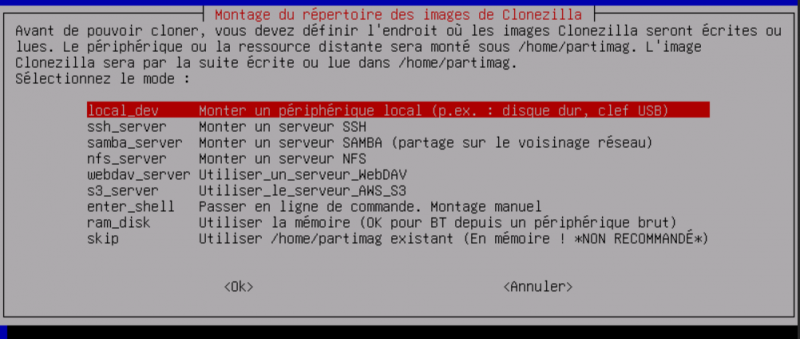 Montage du répertoire des images de Clonezilla
Avant de pouvoir cloner, vous devez définir l'endroit où les images Clonezilla seront écrites ou
lues. Le périphérique ou la ressource distante sera monté sous /home/partimag. L'image
Clonezilla sera par la suite écrite ou lue dans /home/partimag.
Sélectionnez le mode :
local_dev Monter un périphérique local (p.ex. : disque dur, clef USB)
ssh_server Monter un serveur SSH
samba_server Monter un serveur SAMBA (partage sur le voisinage réseau)
nfs_server Monter un serveur NFS
webdav_server Utiliser_un_serveur_WebDAV
s3_server Utiliser_le_serveur_AWS_S3
enter_shell Passer en ligne de commande. Montage manuel
ram_disk Utiliser la mémoire (OK pour BT depuis un périphérique brut)
skip Utiliser /home/partimag existant (En mémoire ! *NON RECOMMANDÉ*)
<Ok> <Annuler>